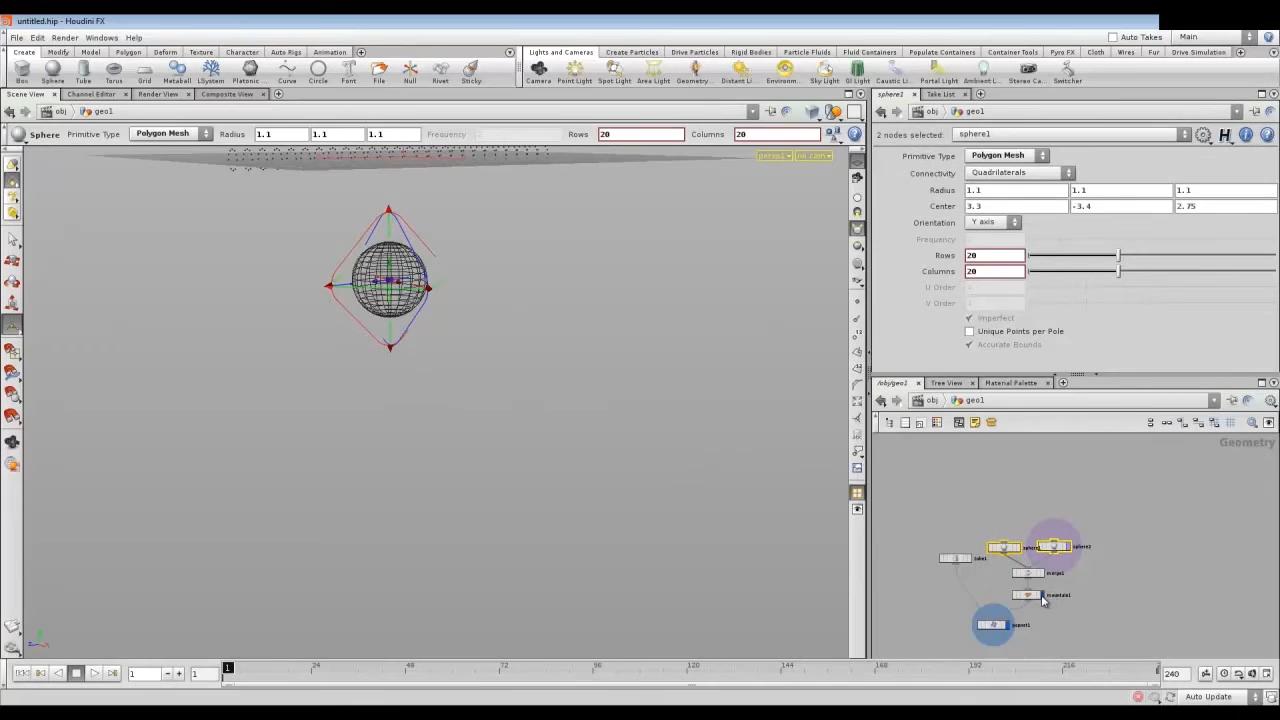 untitled.hip - Houdini FX
File Edit Render Windows Help
Auto Takes Main
Create Modify Model Polygon Deform Texture Character Auto Rigs Animation
Lights and Cameras Create Particles Drive Particles Rigid Bodies Particle Fluids Fluid Containers Populate Containers Container Tools Pyro FX Cloth Wires Fur Drive Simulation
Box Sphere Tube Torus Grid Metaball LSystem Platonic ... Curve Circle Font File Null Rivet Sticky
Camera Point Light Spot Light Area Light Geometry... Distant Li... Environm... Sky Light GI Light Caustic Li... Portal Light Ambient L... Stereo Ca... Switcher
Scene View Channel Editor Render View Composite View
sphere1 Take List
obj geo1
obj geo1
Sphere Primitive Type Polygon Mesh Radius 1.1 1.1 1.1 Frequency Rows 20 Columns 20
2 nodes selected: sphere1
persp1 no cam
Primitive Type Polygon Mesh
Connectivity Quadrilaterals
Radius 1.1 1.1 1.1
Center 3.3 -3.4 2.75
Orientation Y axis
Frequency
Rows 20
Columns 20
U Order
V Order
Imperfect
Unique Points per Pole
Accurate Bounds
/obj/geo1 Tree View Material Palette
obj geo1
Geometry
sphere2
merge1
mountain1
popnet1
1 1 1 24 48 72 96 120 144 168 192 216 240
Auto Update